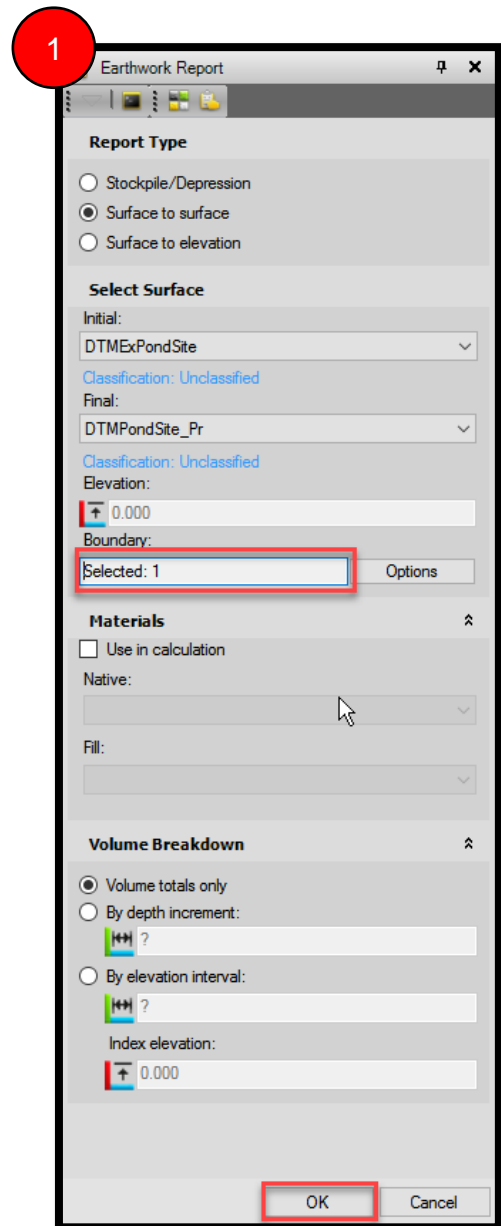 1
Earthwork Report
Report Type
Stockpile/Depression
Surface to surface
Surface to elevation
Select Surface
Initial:
DTMExPondSite
Classification: Unclassified
Final:
DTMPondSite_Pr
Classification: Unclassified
Elevation:
0.000
Boundary:
Selected: 1 Options
Materials
Use in calculation
Native:
Fill:
Volume Breakdown
Volume totals only
By depth increment:
?
By elevation interval:
?
Index elevation:
0.000
OK Cancel